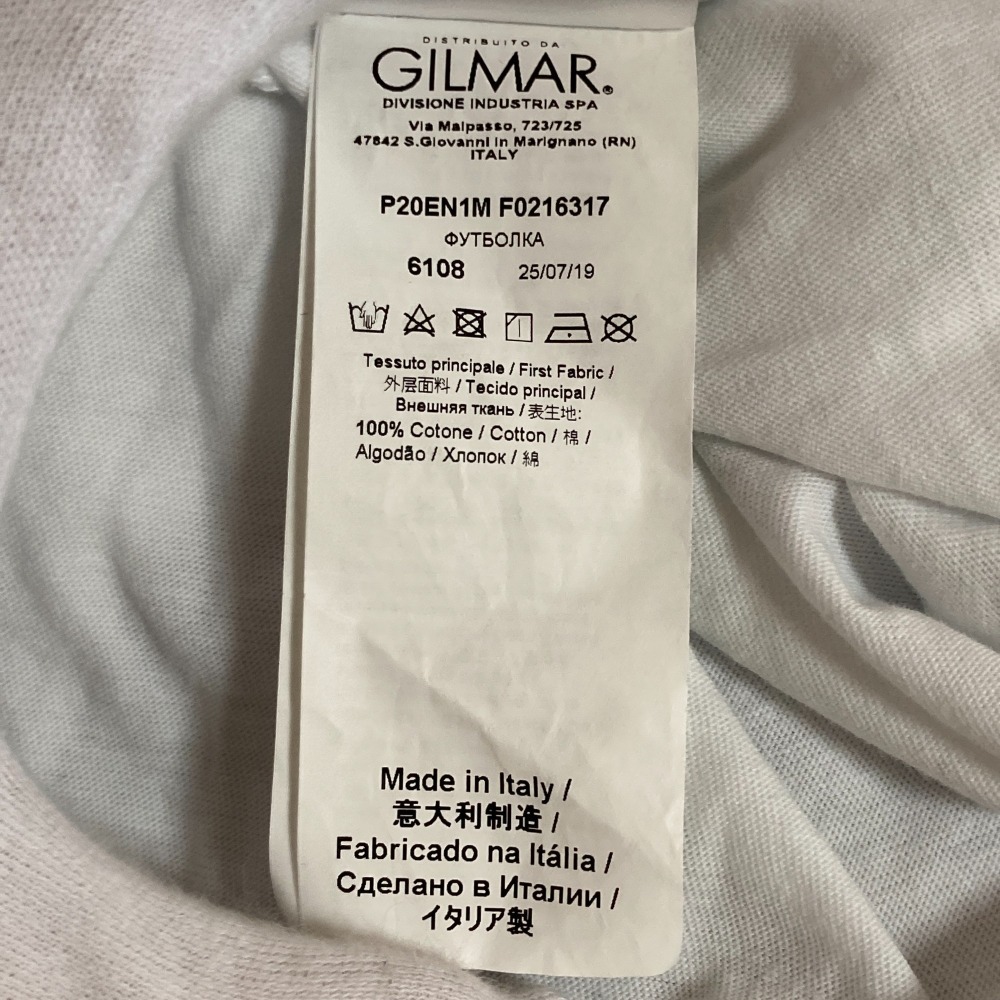 DISTRIBUITO DA
GILMAR®
DIVISIONE INDUSTRIA SPA
Via Malpasso, 723/725
47842 S.Giovanni in Marignano (RN)
ITALY
P20EN1M F0216317
ФУТБОЛКА
6108 25/07/19
Tessuto principale / First Fabric /
外层面料 / Tecido principal /
Внешняя ткань / 表生地:
100% Cotone / Cotton / 棉 /
Algodão / Хлопок / 綿
Made in Italy /
意大利制造 /
Fabricado na Itália /
Сделано в Италии /
イタリア製